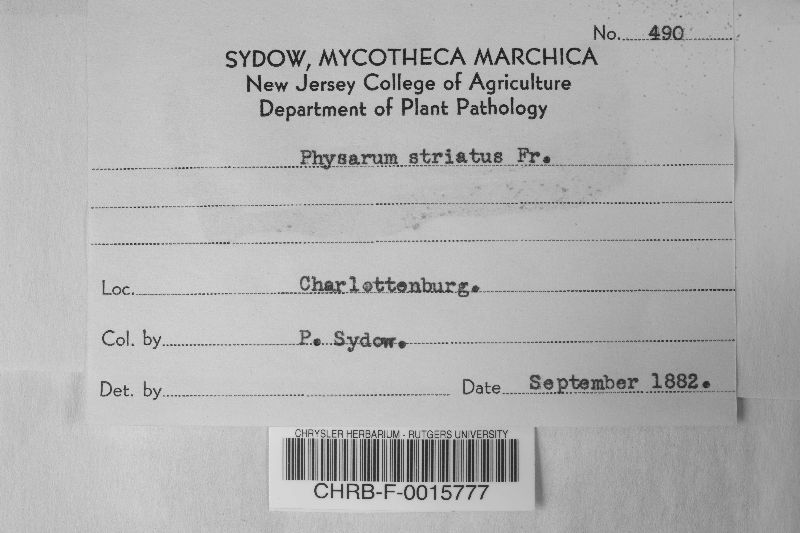 No. 490
SYDOW, MYCOTHECA MARCHICA
New Jersey College of Agriculture
Department of Plant Pathology
Physarum striatus Fr.
Loc. Charlottenburg.
Col. by P. Sydow.
Det. by
Date September 1882.
CHRYSLER HERBARIUM - RUTGERS UNIVERSITY
CHRB-F-0015777